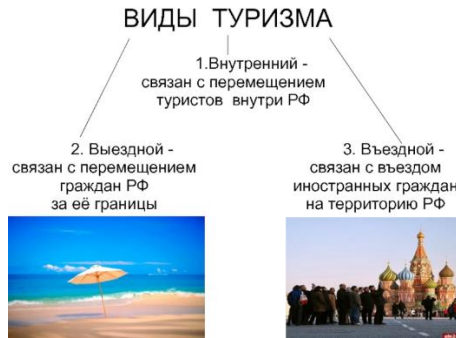 ВИДЫ ТУРИЗМА
1.Внутренний -
связан с перемещением
туристов внутри РФ
2. Выездной -
связан с перемещением
граждан РФ
за её границы
3. Въездной -
связан с въездом
иностранных граждан
на территорию РФ